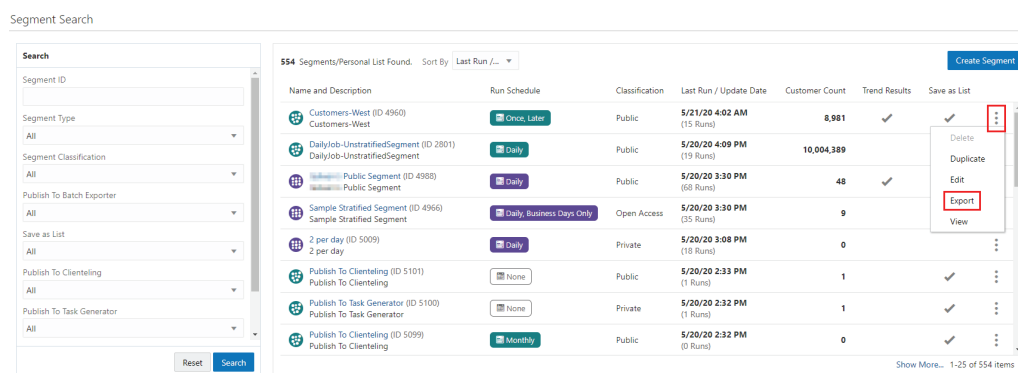 Segment Search
Search
Segment ID
Segment Type
All
Segment Classification
All
Publish To Batch Exporter
All
Save as List
All
Publish To Clienteling
All
Publish To Task Generator
All
Reset Search
554 Segments/Personal List Found. Sort By Last Run /... Create Segment
Name and Description Run Schedule Classification Last Run / Update Date Customer Count Trend Results Save as List
Customers-West (ID 4960) Once, Later Public 5/21/20 4:02 AM 8,981
Customers-West (15 Runs)
DailyJob-UnstratifiedSegment (ID 2801) Daily Public 5/20/20 4:09 PM 10,004,389
DailyJob-UnstratifiedSegment (19 Runs)
Public Segment (ID 4988) Daily Public 5/20/20 3:30 PM 48
Public Segment (68 Runs)
Sample Stratified Segment (ID 4966) Daily, Business Days Only Open Access 5/20/20 3:30 PM 9
Sample Stratified Segment (35 Runs)
2 per day (ID 5009) Daily Private 5/20/20 3:08 PM 0
2 per day (18 Runs)
Publish To Clienteling (ID 5101) None Public 5/20/20 2:33 PM 1
Publish To Clienteling (1 Runs)
Publish To Task Generator (ID 5100) None Private 5/20/20 2:32 PM 1
Publish To Task Generator (1 Runs)
Publish To Clienteling (ID 5099) Monthly Public 5/20/20 2:32 PM 0
Publish To Clienteling (0 Runs)
Delete
Duplicate
Edit
Export
View
Show More... 1-25 of 554 items